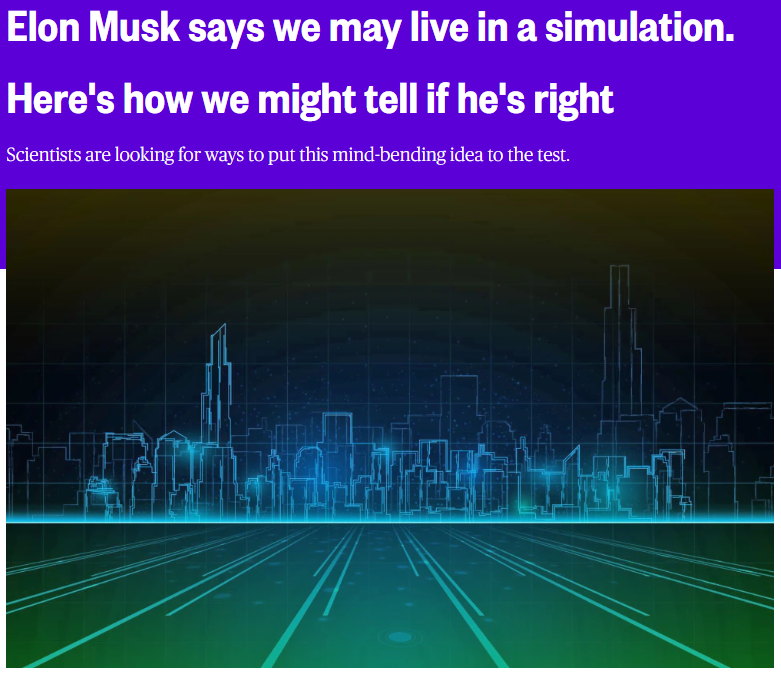 Elon Musk says we may live in a simulation.
Here's how we might tell if he's right
Scientists are looking for ways to put this mind-bending idea to the test.